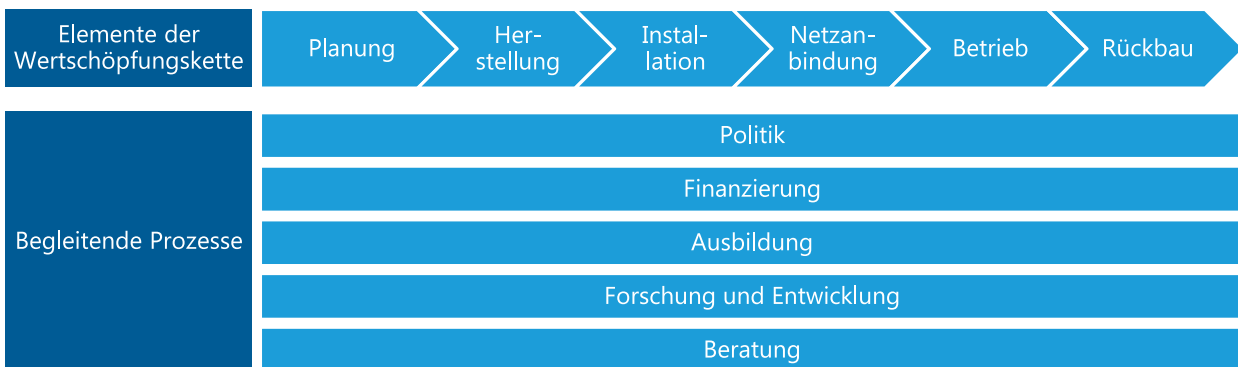 Elemente der
Wertschöpfungskette
Planung
Her-
stellung
Instal-
lation
Netzan-
bindung
Betrieb
Rückbau
Begleitende Prozesse
Politik
Finanzierung
Ausbildung
Forschung und Entwicklung
Beratung